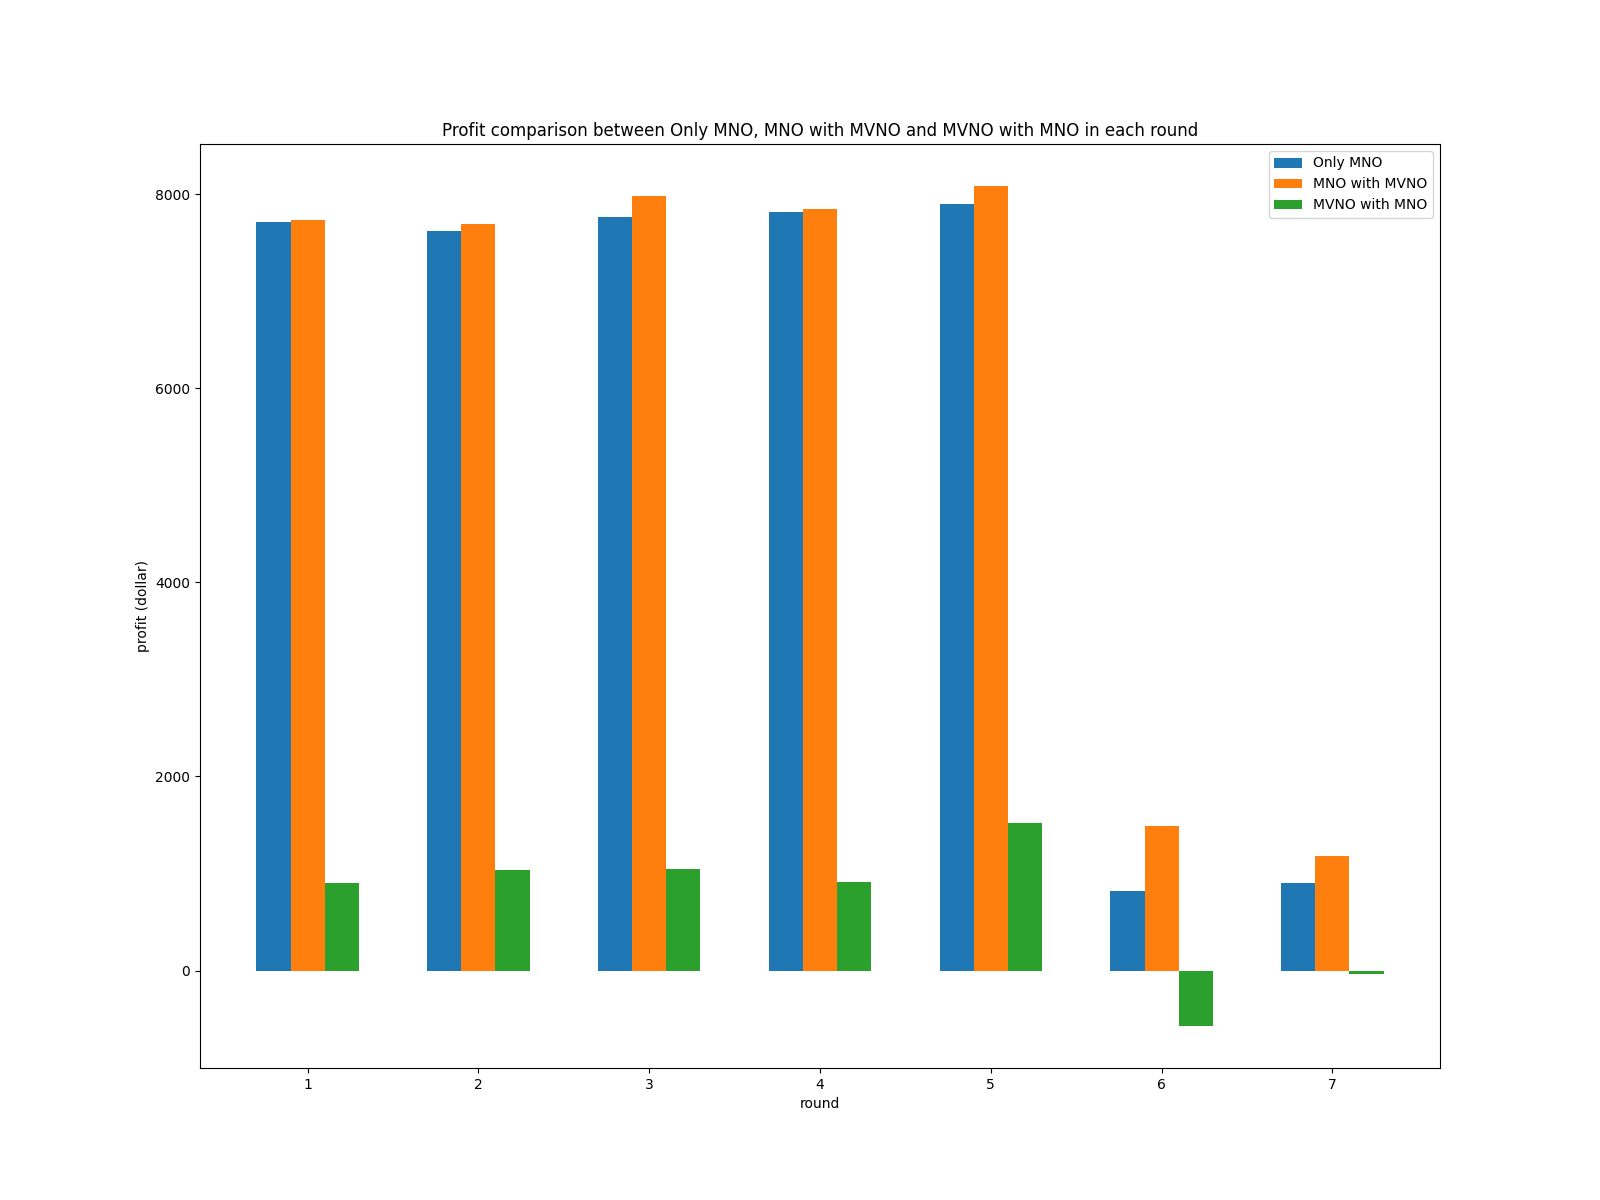 Profit comparison between Only MNO, MNO with MVNO and MVNO with MNO in each round
Only MNO
MNO with MVNO
MVNO with MNO
8000
6000
4000
2000
0
profit (dollar)
1 2 3 4 5 6 7
round